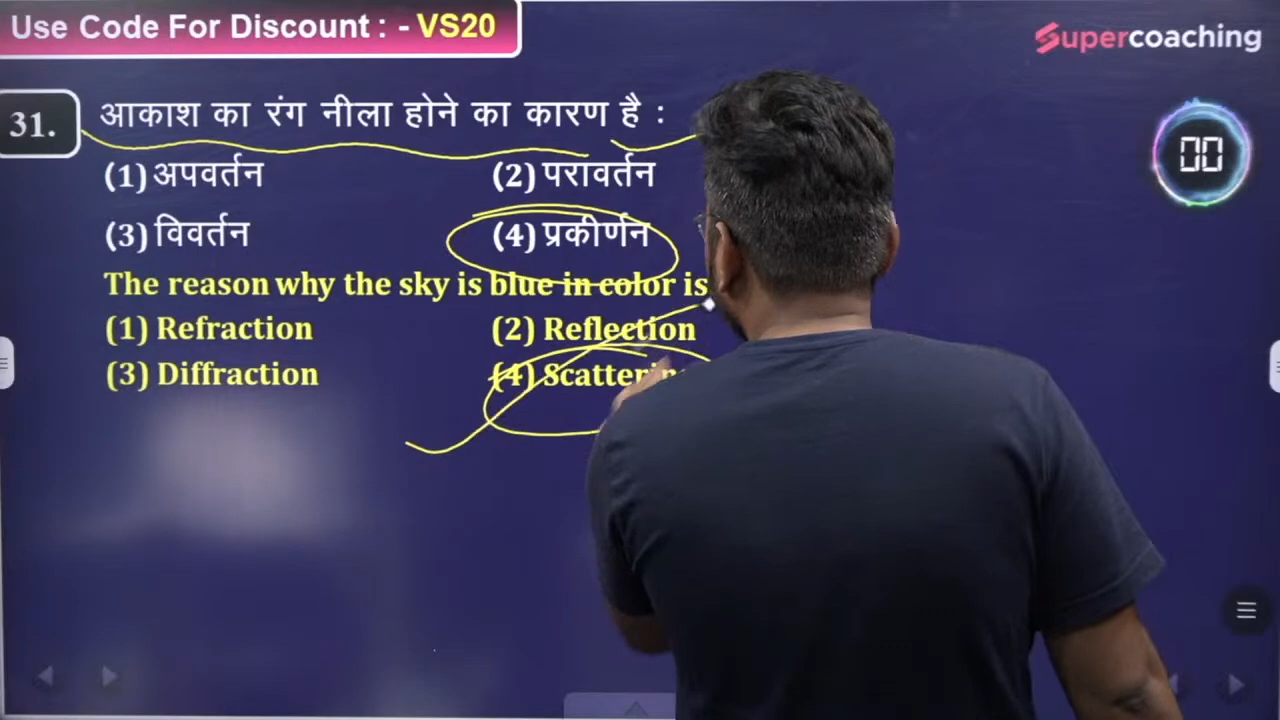 Use Code For Discount : - VS20
Supercoaching
31. आकाश का रंग नीला होने का कारण है :
00
(1) अपवर्तन (2) परावर्तन
(3) विवर्तन (4) प्रकीर्णन
The reason why the sky is blue in color is
(1) Refraction (2) Reflection
(3) Diffraction (4) Scattering